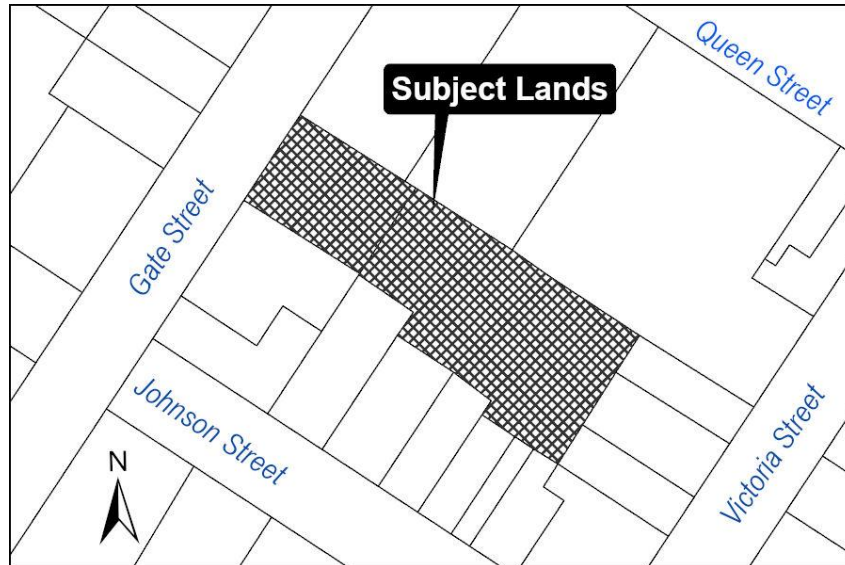 Queen Street
Subject Lands
Gate Street
Johnson Street
Victoria Street
N